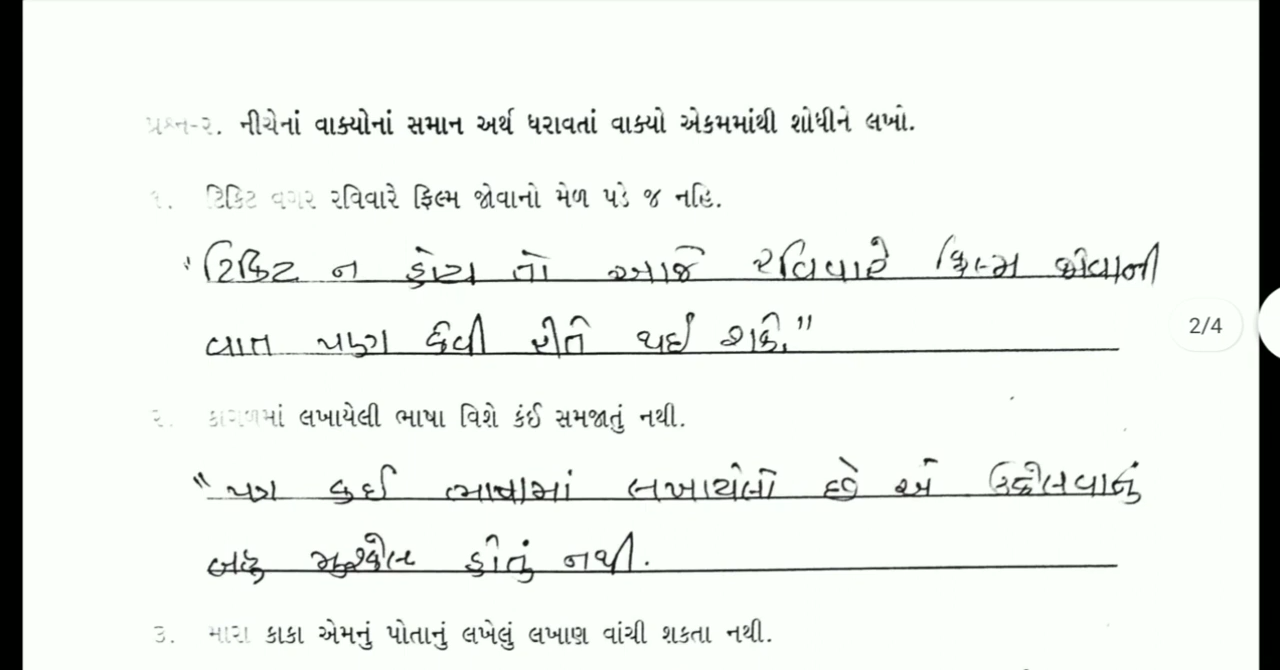 પ્રશ્ન-૨. નીચેનાં વાક્યોનાં સમાન અર્થ ધરાવતાં વાક્યો એકમમાંથી શોધીને લખો.
૧. ટિકિટ વગર રવિવારે ફિલ્મ જોવાનો મેળ પડે જ નહિ.
"ટિકિટ ન હોય તો આજે રવિવારે ફિલ્મ જોવાની
વાત પણ કેવી રીતે થઈ શકે."
2/4
૨. કાગળમાં લખાયેલી ભાષા વિશે કંઈ સમજાતું નથી.
"પત્ર કઈ ભાષામાં લખાયેલો છે એ ઉકેલવાનું
બહુ મુશ્કેલ હોતું નથી.
૩. મારા કાકા એમનું પોતાનું લખેલું લખાણ વાંચી શકતા નથી.